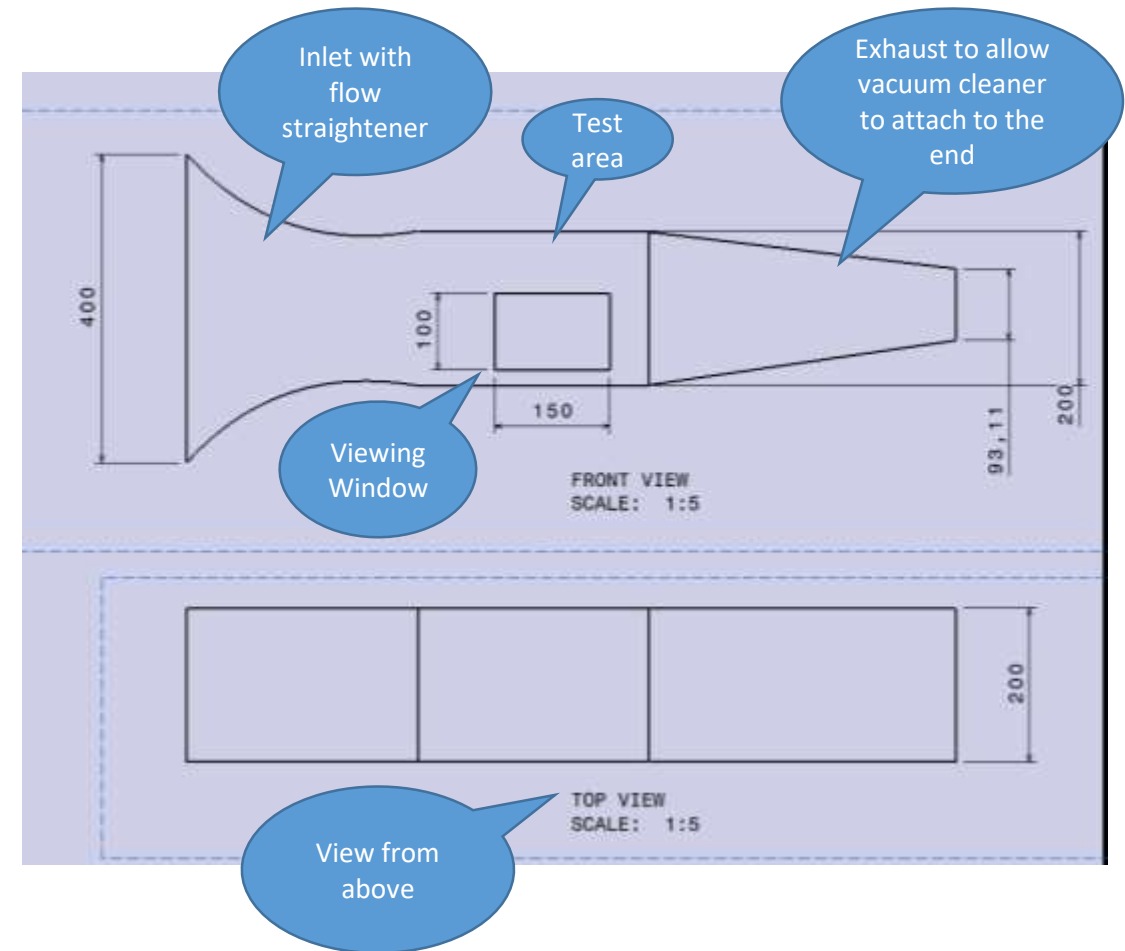 Inlet with
flow
straightener
Test
area
Exhaust to allow
vacuum cleaner
to attach to the
end
400
100
150
93,11
200
Viewing
Window
FRONT VIEW
SCALE: 1:5
200
TOP VIEW
SCALE: 1:5
View from
above